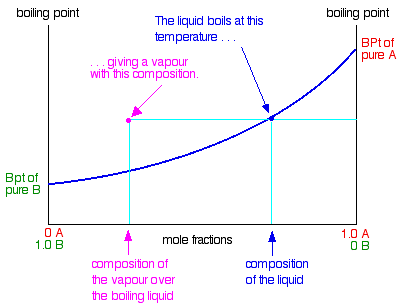 boiling point
boiling point
The liquid boils at this
temperature . . .
BPt of
pure A
. . . giving a vapour
with this composition.
Bpt of
pure B
0 A
1.0 B
mole fractions
1.0 A
0 B
composition of
the vapour over
the boiling liquid
composition
of the liquid